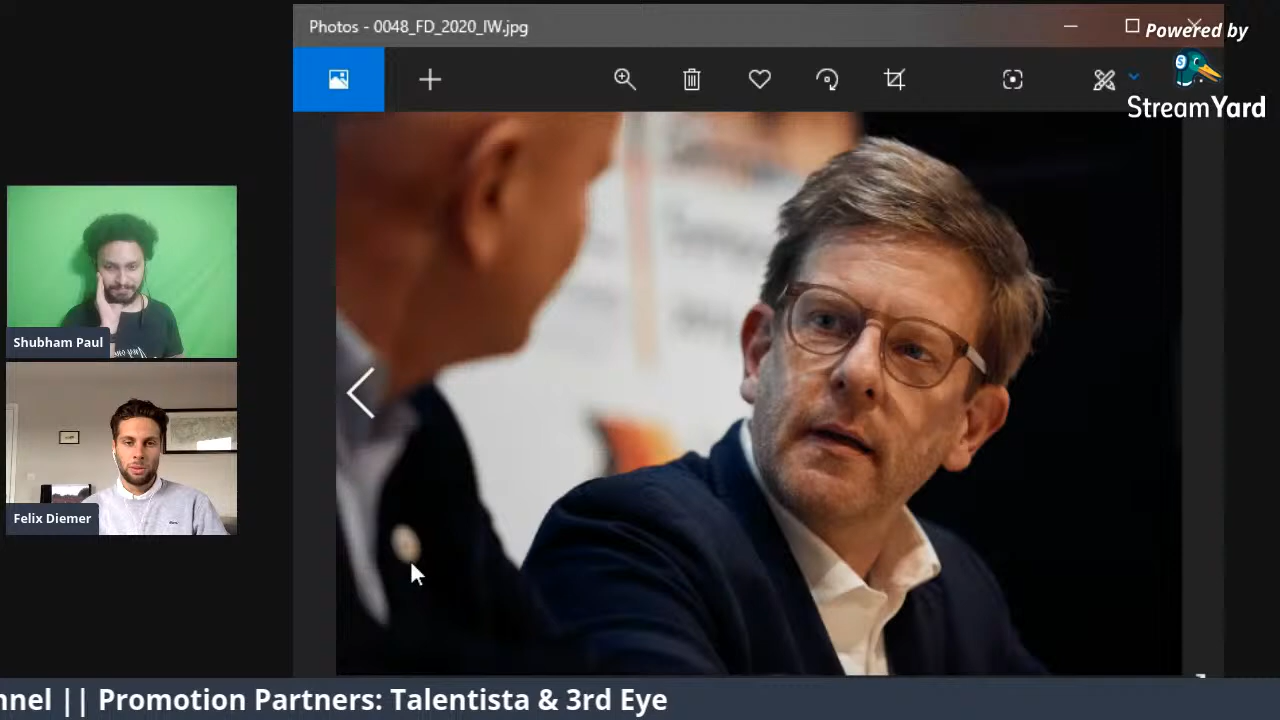 Photos - 0048_FD_2020_IW.jpg
Powered by
StreamYard
Shubham Paul
Felix Diemer
nnel || Promotion Partners: Talentista & 3rd Eye